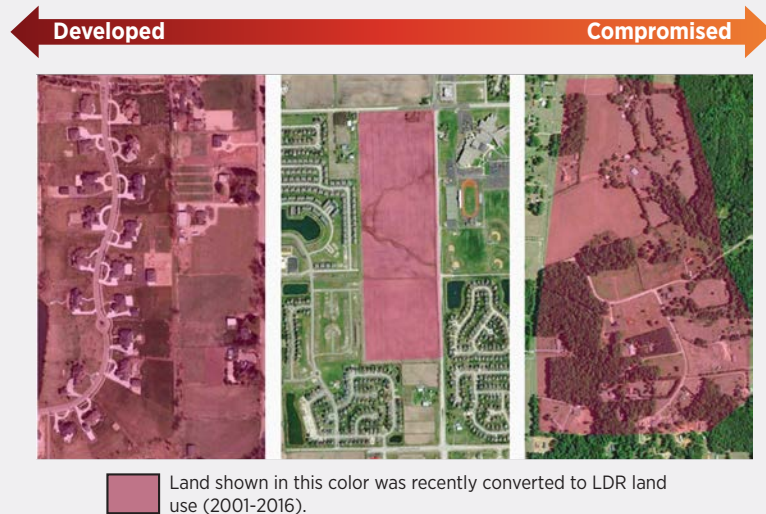 Developed
Compromised
Land shown in this color was recently converted to LDR land
use (2001-2016).